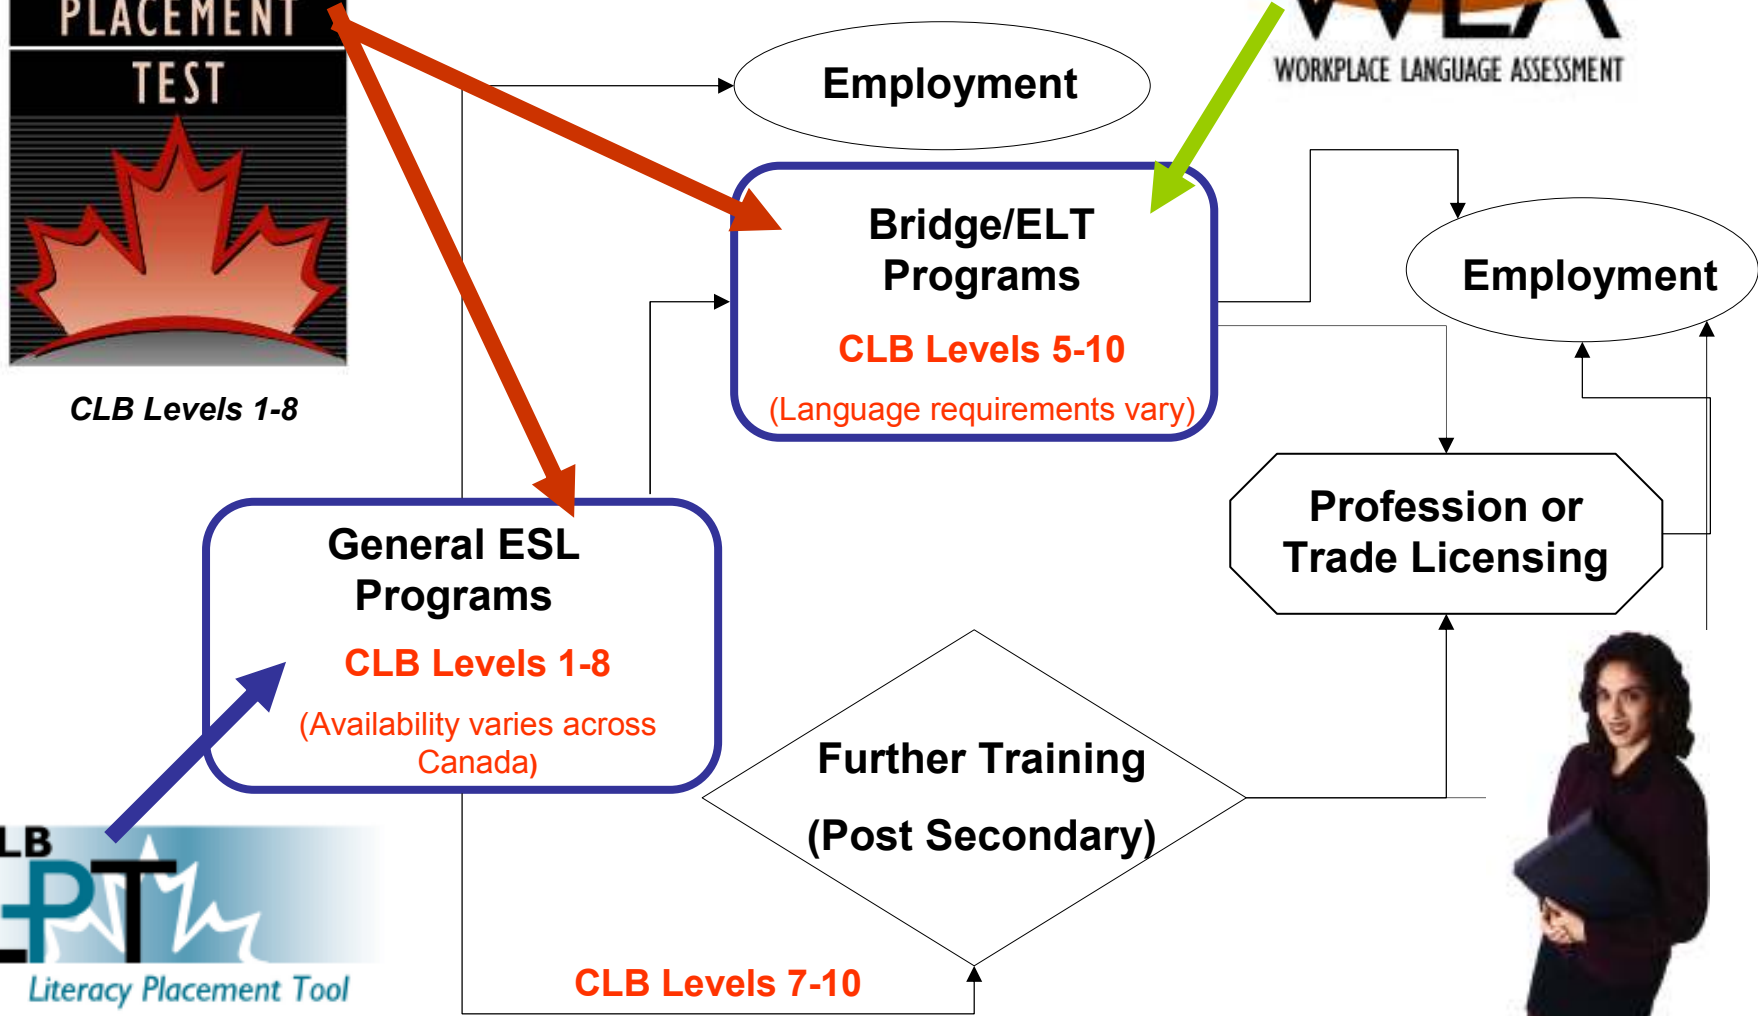 PLACEMENT
TEST
CLB Levels 1-8
Employment
WLA
WORKPLACE LANGUAGE ASSESSMENT
Bridge/ELT
Programs
CLB Levels 5-10
(Language requirements vary)
Employment
Profession or
Trade Licensing
General ESL
Programs
CLB Levels 1-8
(Availability varies across
Canada)
Further Training
(Post Secondary)
LB
LPT
Literacy Placement Tool
CLB Levels 7-10